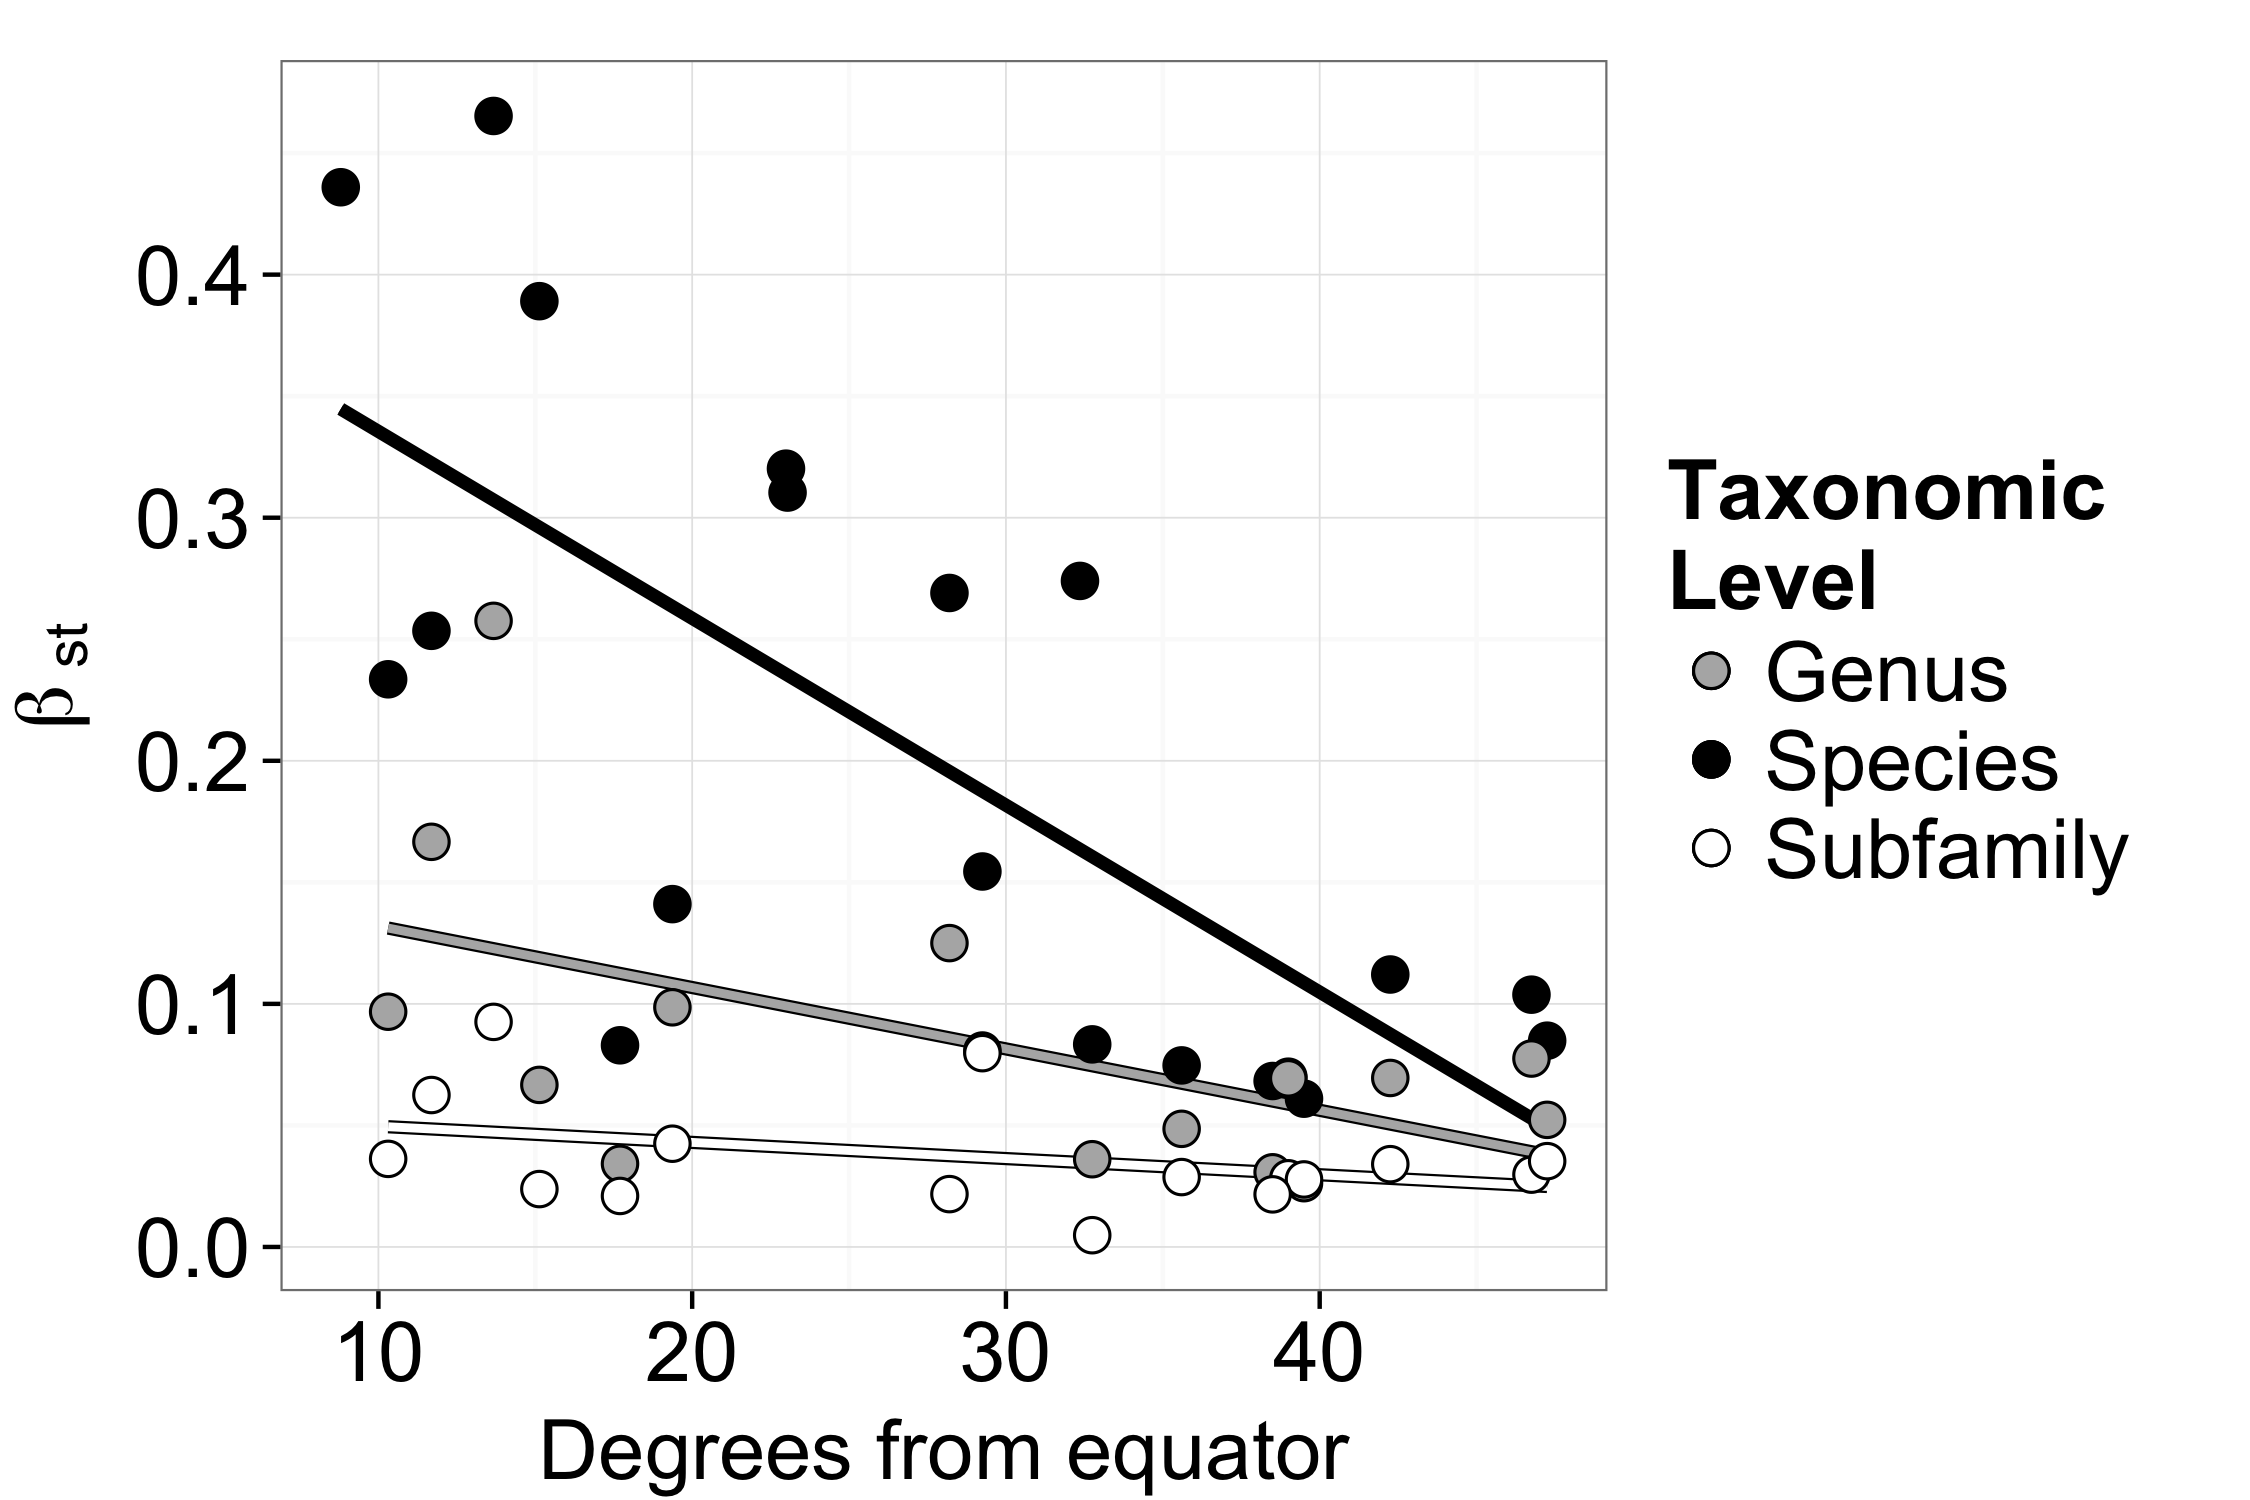 0.4
0.3
0.2
0.1
0.0
β st
10 20 30 40
Degrees from equator
Taxonomic
Level
Genus
Species
Subfamily